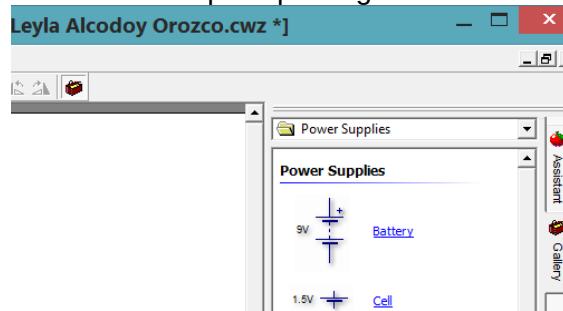 Leyla Alcodoy Orozco.cwz *]
Power Supplies
Power Supplies
9V Battery
1.5V Cell
Assistant
Gallery